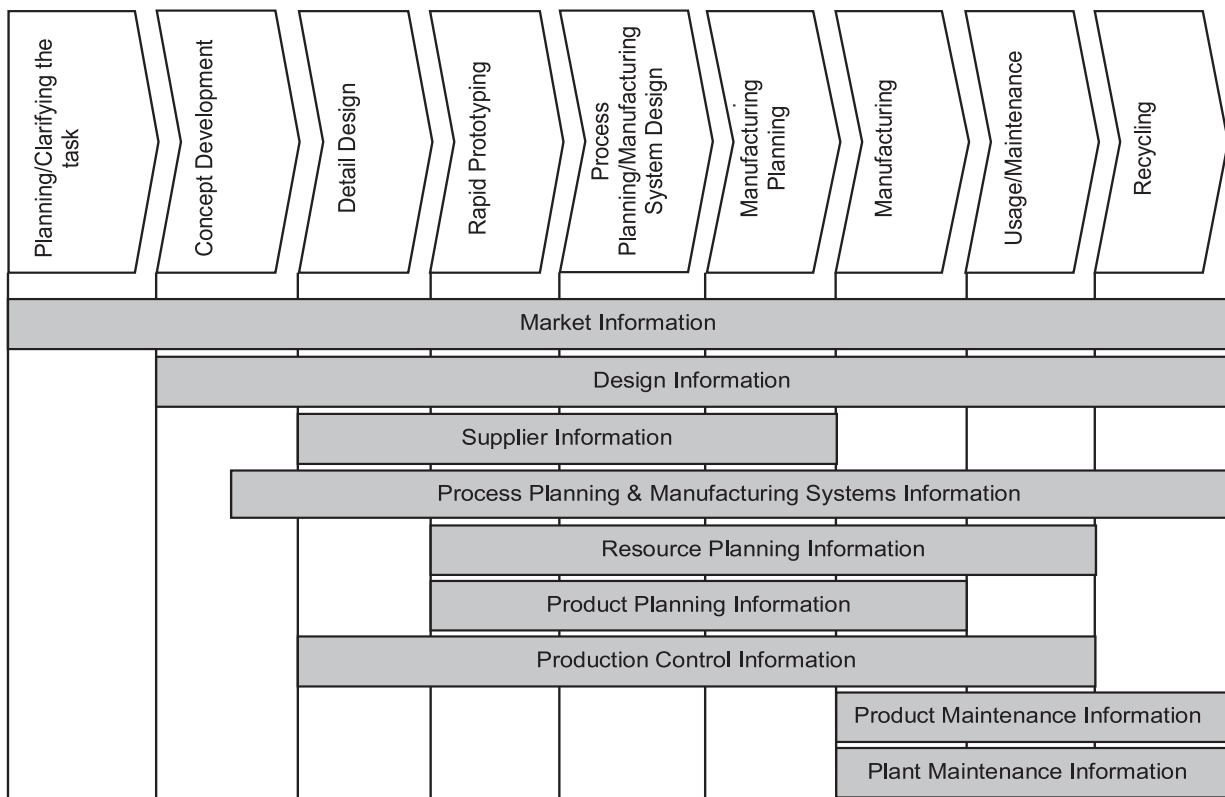 Planning/Clarifying the
task
Concept Development
Detail Design
Rapid Prototyping
Process
Planning/Manufacturing
System Design
Manufacturing
Planning
Manufacturing
Usage/Maintenance
Recycling
Market Information
Design Information
Supplier Information
Process Planning & Manufacturing Systems Information
Resource Planning Information
Product Planning Information
Production Control Information
Product Maintenance Information
Plant Maintenance Information